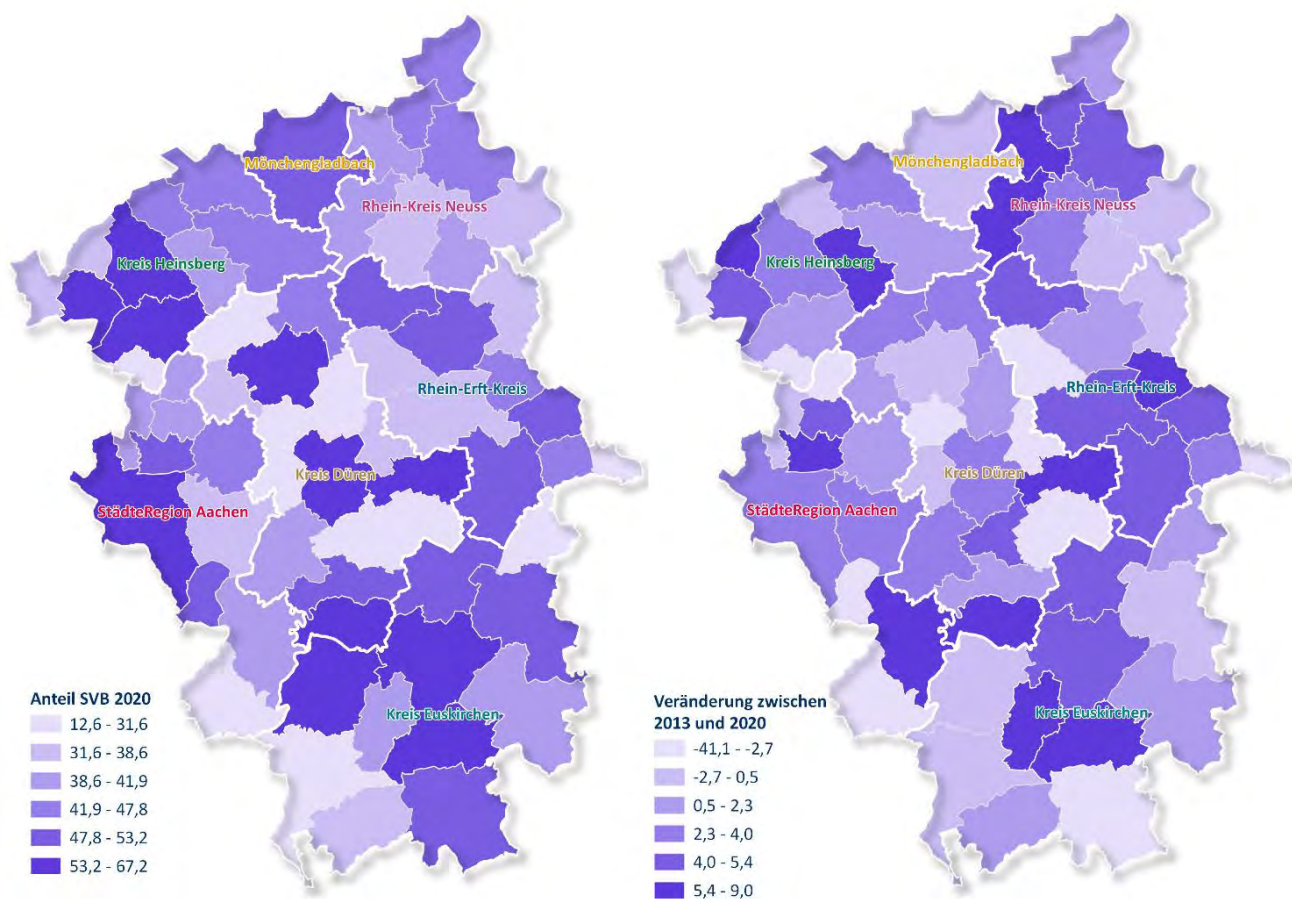 Mönchengladbach
Rhein-Kreis Neuss
Kreis Heinsberg
Rhein-Erft-Kreis
Kreis Düren
StädteRegion Aachen
Kreis Euskirchen
Anteil SVB 2020
12,6 - 31,6
31,6 - 38,6
38,6 - 41,9
41,9 - 47,8
47,8 - 53,2
53,2 - 67,2
Mönchengladbach
Rhein-Kreis Neuss
Kreis Heinsberg
Rhein-Erft-Kreis
Kreis Düren
StädteRegion Aachen
Kreis Euskirchen
Veränderung zwischen
2013 und 2020
-41,1 - -2,7
-2,7 - 0,5
0,5 - 2,3
2,3 - 4,0
4,0 - 5,4
5,4 - 9,0